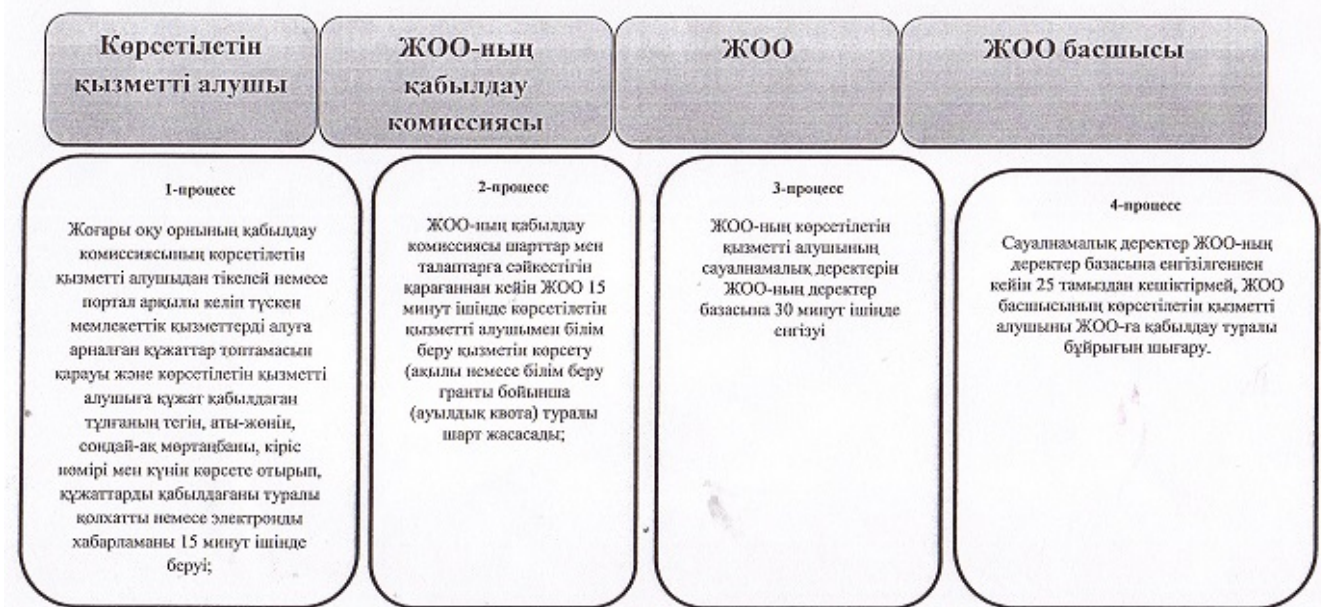 Көрсетілетін
қызметті алушы
ЖОО-ның
қабылдау
комиссиясы
ЖОО
ЖОО басшысы
1-процесс
Жоғары оқу орнының қабылдау
комиссиясының көрсетілетін
қызметті алушыдан тікелей немесе
портал арқылы келіп түскен
мемлекеттік қызметтерді алуға
арналған құжаттар топтамасын
қарауы және көрсетілетін қызметті
алушыға құжат қабылдаған
тұлғаның тегін, аты-жөнін,
сондай-ақ мөртаңбаны, кіріс
нөмірі мен күнін көрсете отырып,
құжаттарды қабылдағаны туралы
қолхатты немесе электронды
хабарламаны 15 минут ішінде
беруі;
2-процесс
ЖОО-ның қабылдау
комиссиясы шарттар мен
талаптарға сәйкестігін
қарағаннан кейін ЖОО 15
минут ішінде көрсетілетін
қызметті алушымен білім
беру қызметін көрсету
(ақылы немесе білім беру
гранты бойынша
(ауылдық квота) туралы
шарт жасасады;
3-процесс
ЖОО-ның көрсетілетін
қызметті алушының
сауалнамалық деректерін
ЖОО-ның деректер
базасына 30 минут ішінде
енгізуі
4-процесс
Сауалнамалық деректер ЖОО-ның
деректер базасына енгізілгеннен
кейін 25 тамыздан кешіктірмей, ЖОО
басшысының көрсетілетін қызметті
алушыны ЖОО-ға қабылдау туралы
бұйрығын шығару.